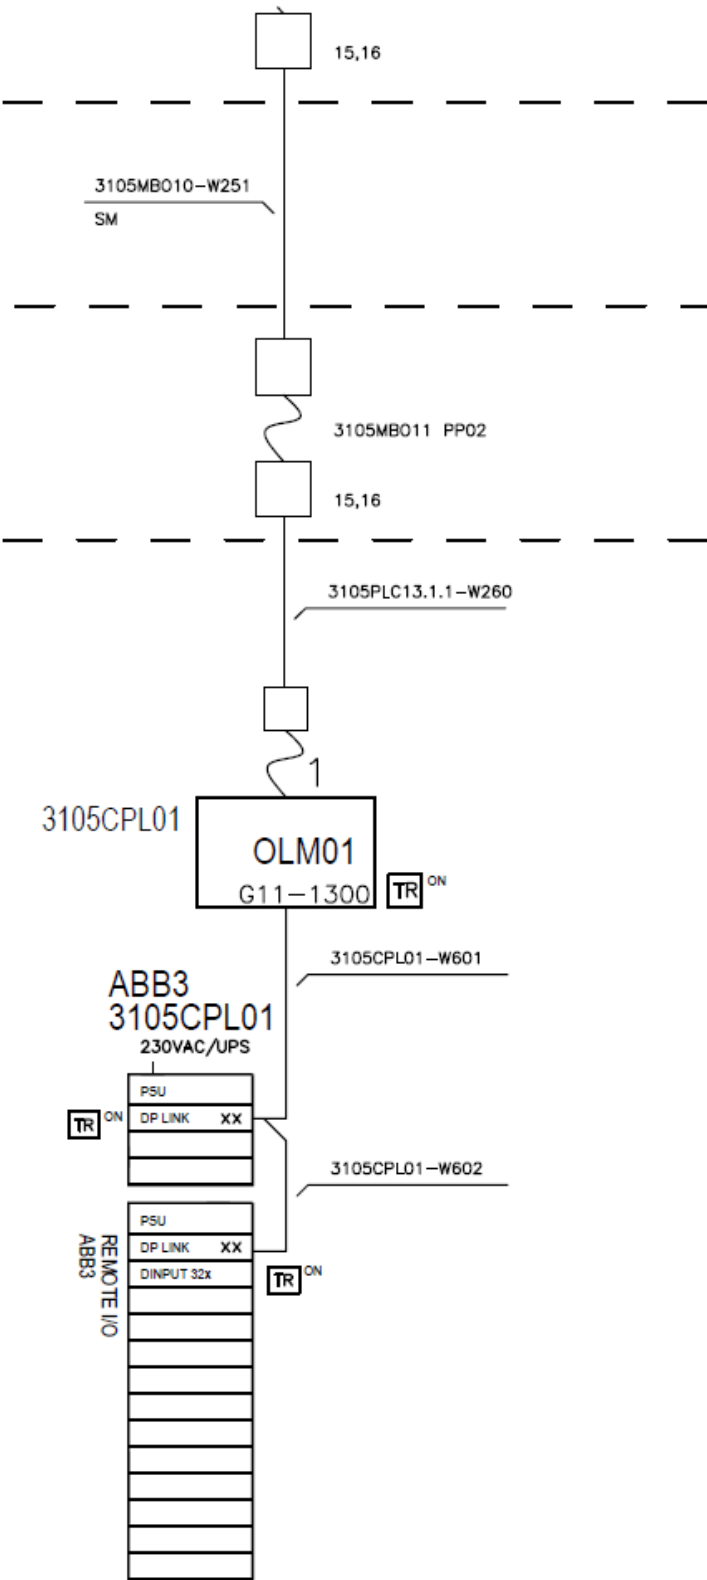 15,16
3105MB010-W251
SM
3105MB011 PP02
15,16
3105PLC13.1.1-W260
1
3105CPL01
OLM01
G11-1300
TR ON
3105CPL01-W601
ABB3
3105CPL01
230VAC/UPS
PSU
TR ON
DP LINK XX
3105CPL01-W602
PSU
DP LINK XX
DINPUT 32x
TR ON
REMOTE I/O
ABB3